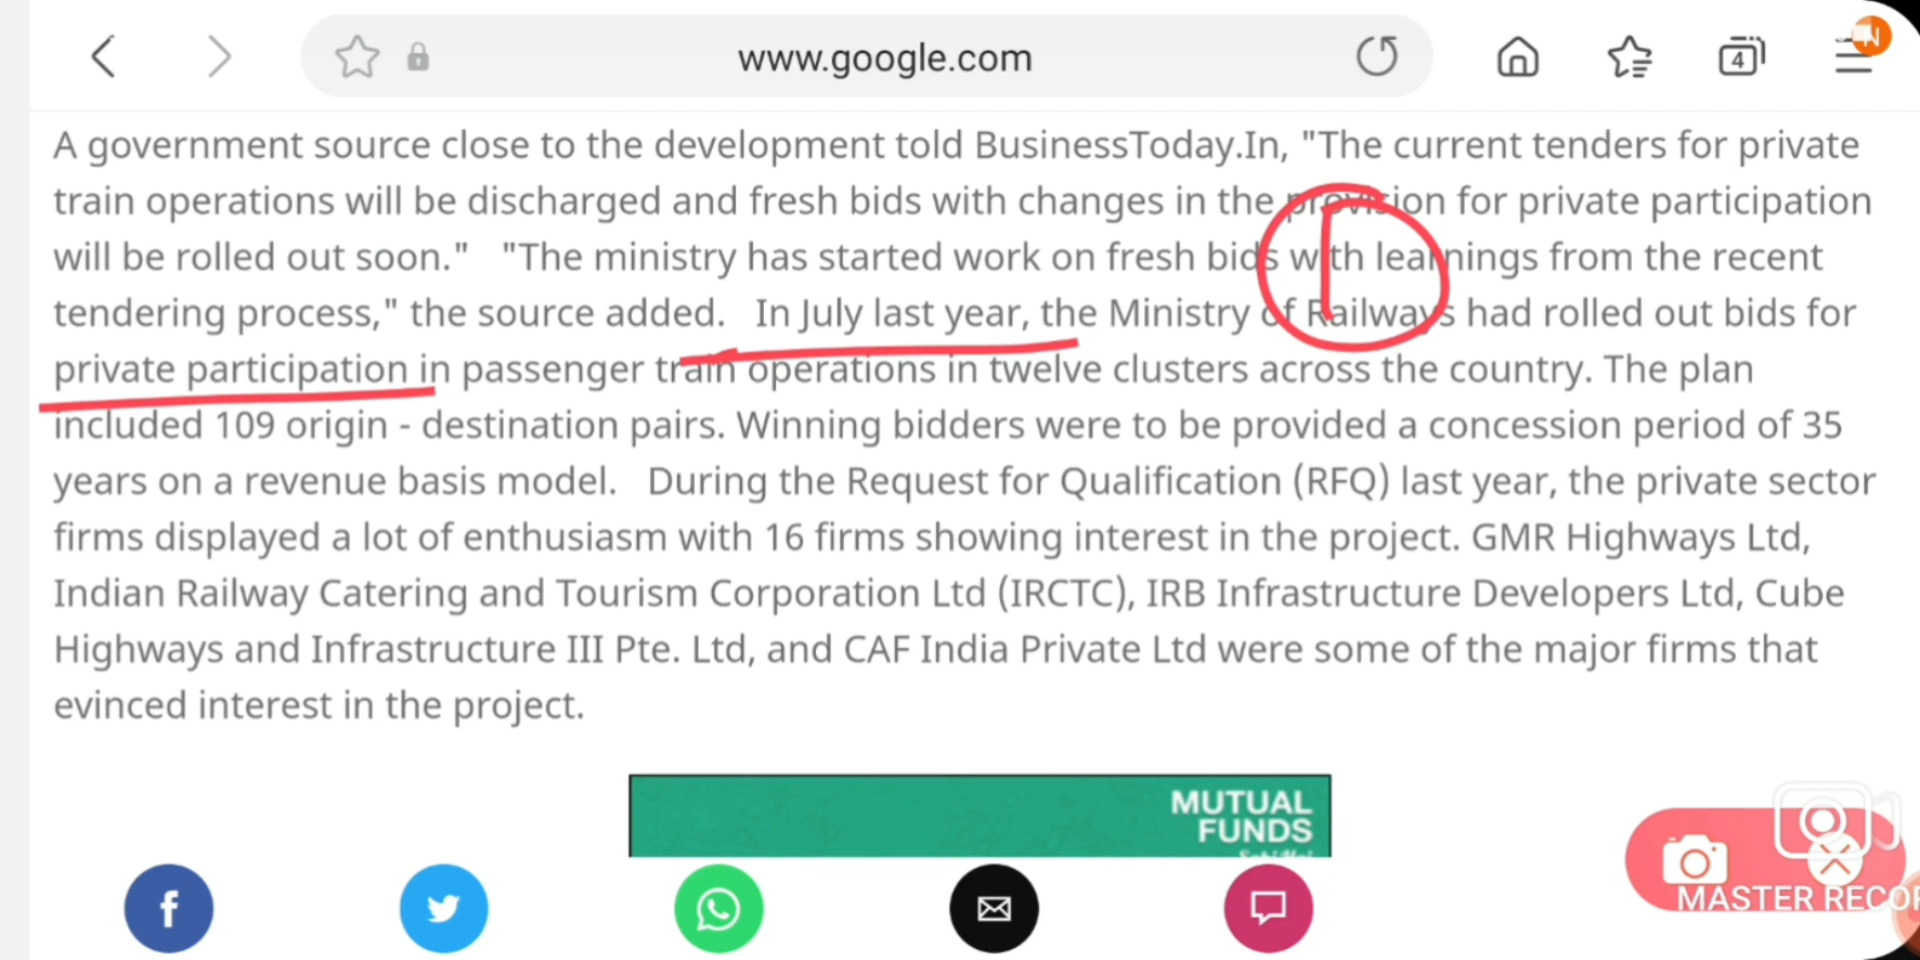 www.google.com
4
N
A government source close to the development told BusinessToday.In, "The current tenders for private
train operations will be discharged and fresh bids with changes in the provision for private participation
will be rolled out soon."   "The ministry has started work on fresh bids with learnings from the recent
tendering process," the source added.   In July last year, the Ministry of Railways had rolled out bids for
private participation in passenger train operations in twelve clusters across the country. The plan
included 109 origin - destination pairs. Winning bidders were to be provided a concession period of 35
years on a revenue basis model.   During the Request for Qualification (RFQ) last year, the private sector
firms displayed a lot of enthusiasm with 16 firms showing interest in the project. GMR Highways Ltd,
Indian Railway Catering and Tourism Corporation Ltd (IRCTC), IRB Infrastructure Developers Ltd, Cube
Highways and Infrastructure III Pte. Ltd, and CAF India Private Ltd were some of the major firms that
evinced interest in the project.
MUTUAL
FUNDS
f
MASTER RECOR